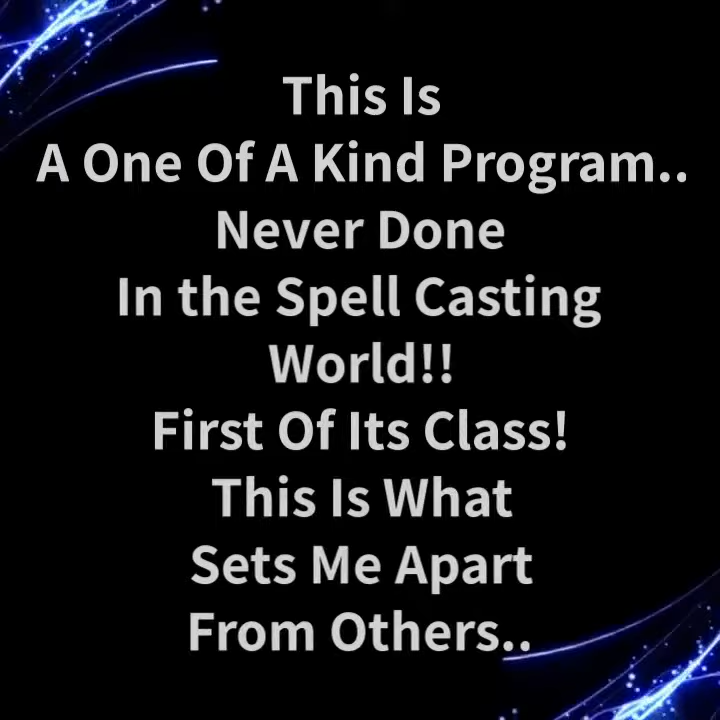 This Is
A One Of A Kind Program..
Never Done
In the Spell Casting
World!!
First Of Its Class!
This Is What
Sets Me Apart
From Others..